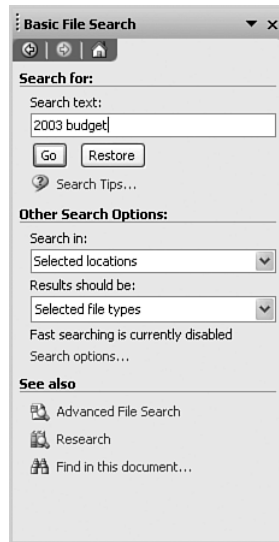 Basic File Search
Search for:
Search text:
2003 budget
Go Restore
Search Tips...
Other Search Options:
Search in:
Selected locations
Results should be:
Selected file types
Fast searching is currently disabled
Search options...
See also
Advanced File Search
Research
Find in this document...